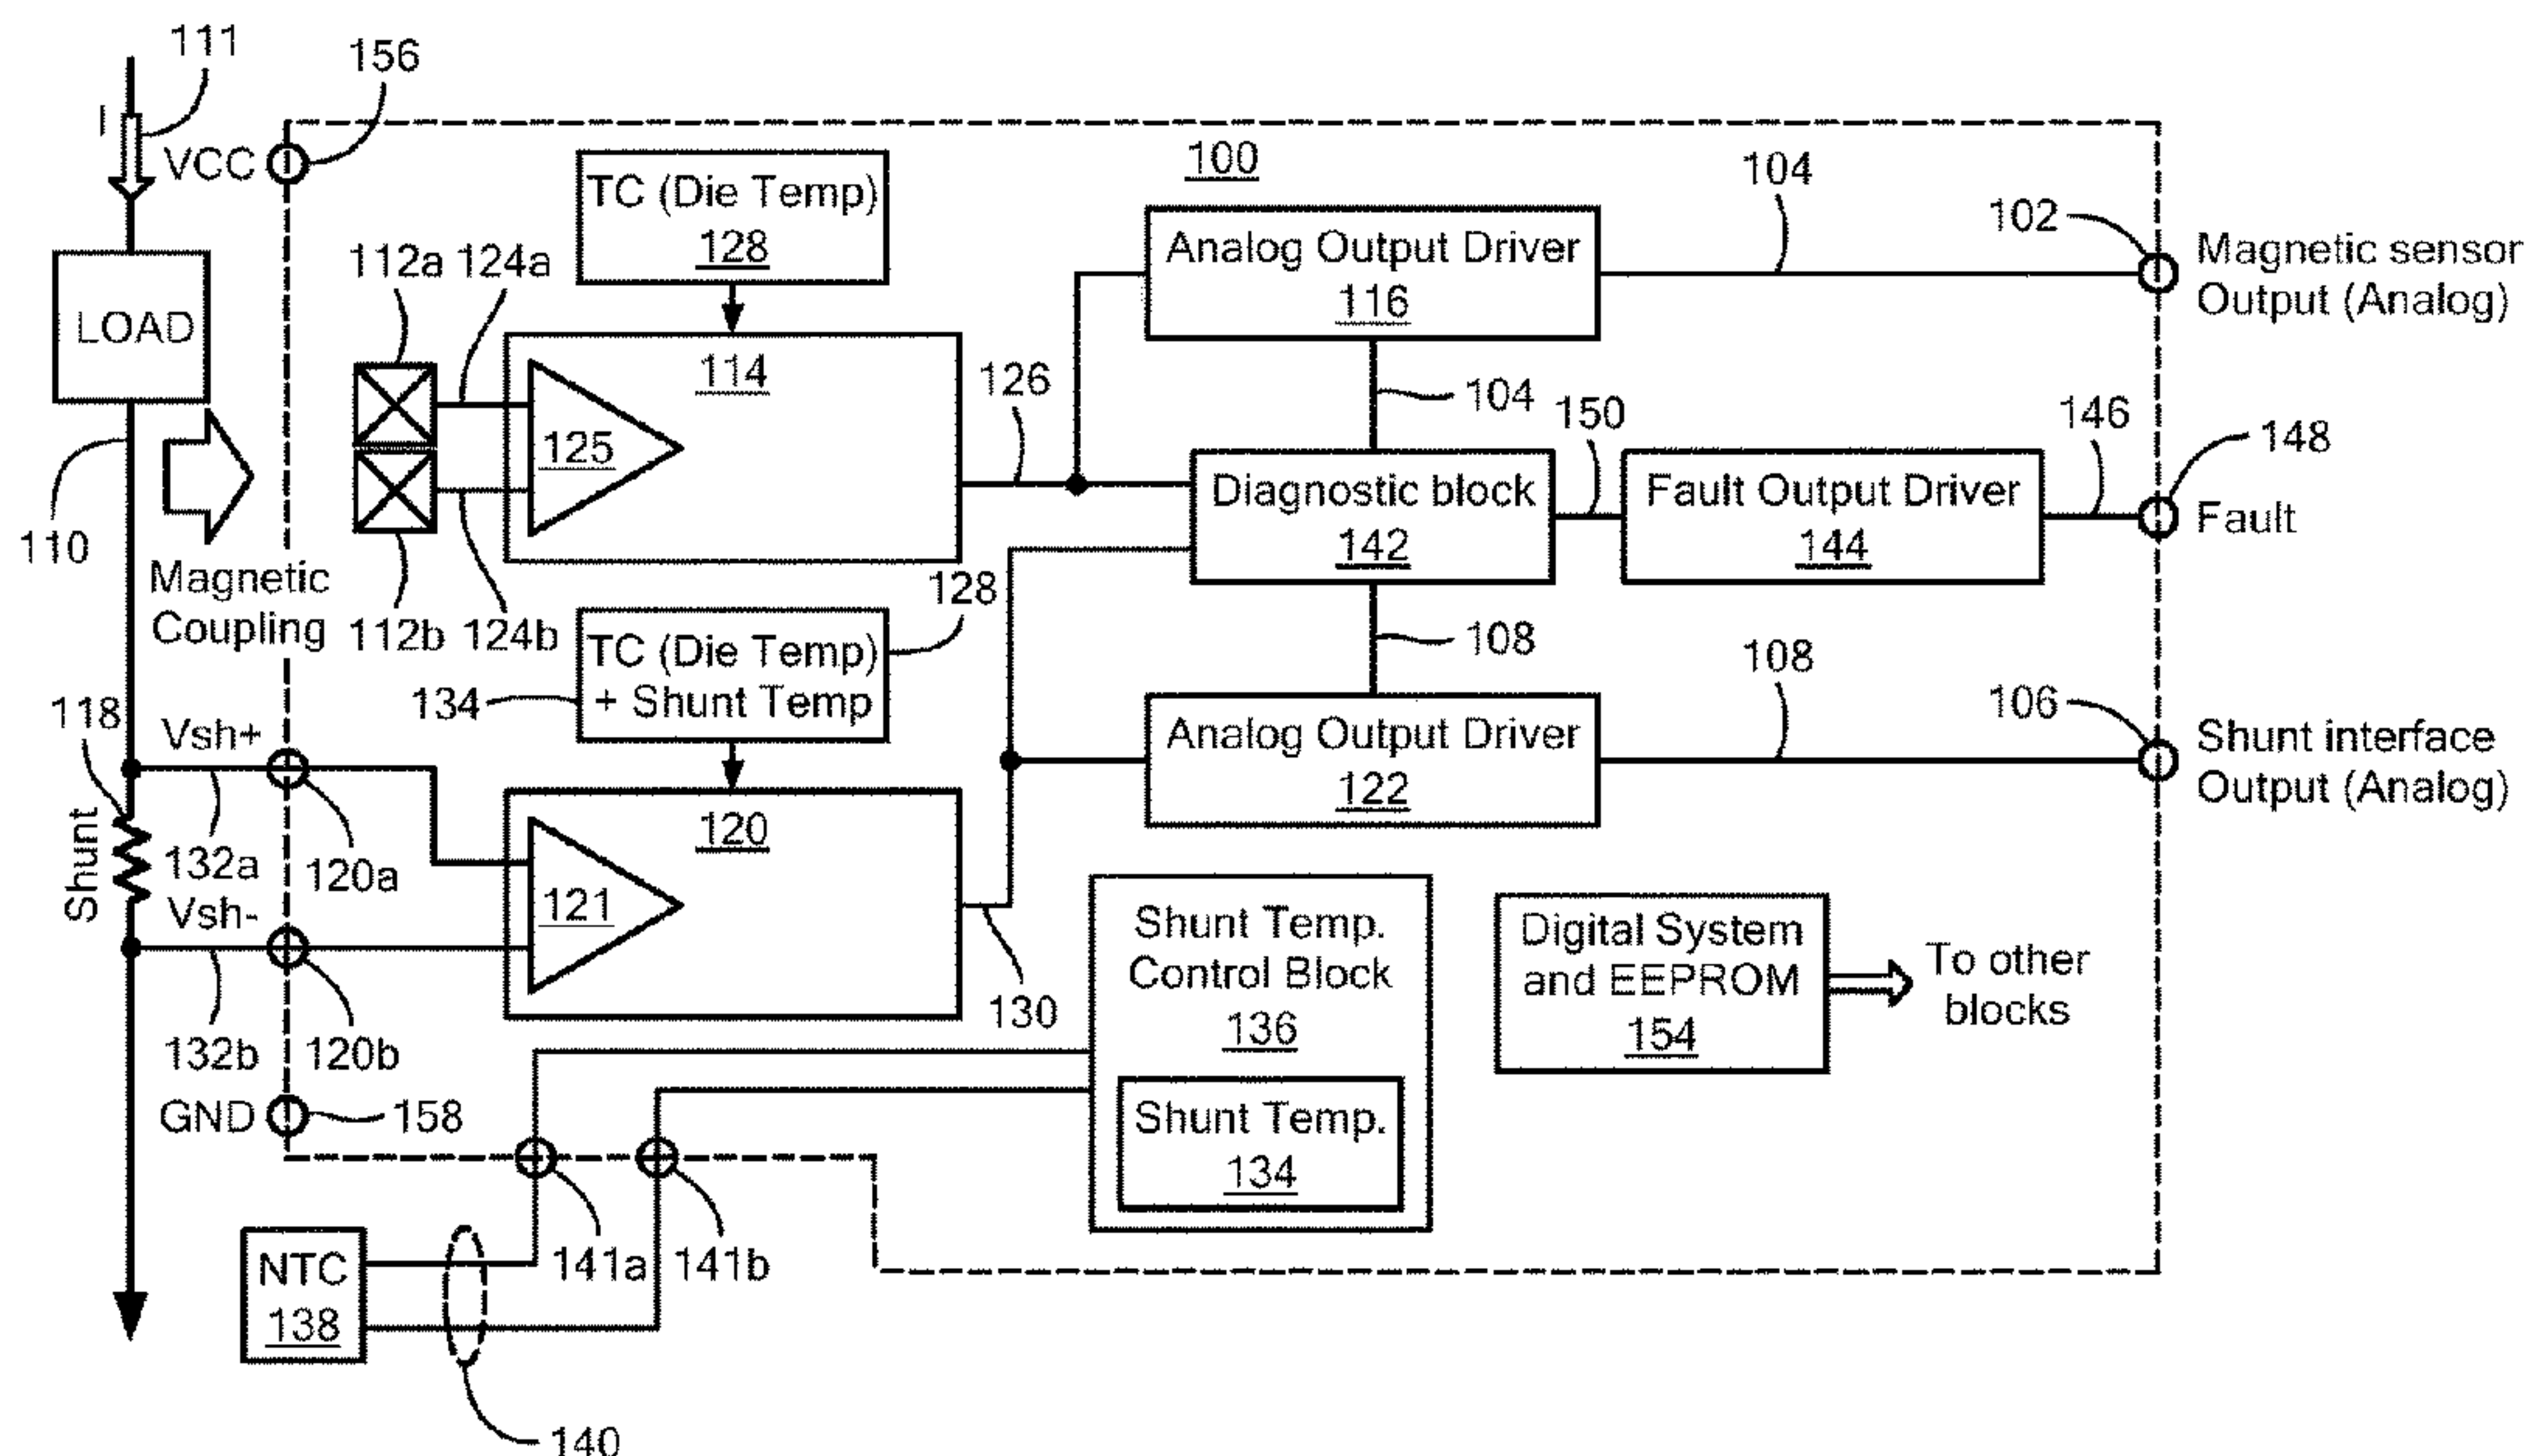 111
156
I
VCC
100
TC (Die Temp)
128
104
102
Analog Output Driver
116
Magnetic sensor
Output (Analog)
112a
124a
LOAD
114
125
126
104
150
146
148
Diagnostic block
142
Fault Output Driver
144
Fault
110
Magnetic
Coupling
112b
124b
128
TC (Die Temp)
+ Shunt Temp
134
108
108
106
Analog Output Driver
122
Shunt interface
Output (Analog)
118
Vsh+
Shunt
132a
120a
Vsh-
120
121
130
132b
120b
Shunt Temp.
Control Block
136
Shunt Temp.
134
Digital System
and EEPROM
154
To other
blocks
GND
158
141a
141b
NTC
138
140